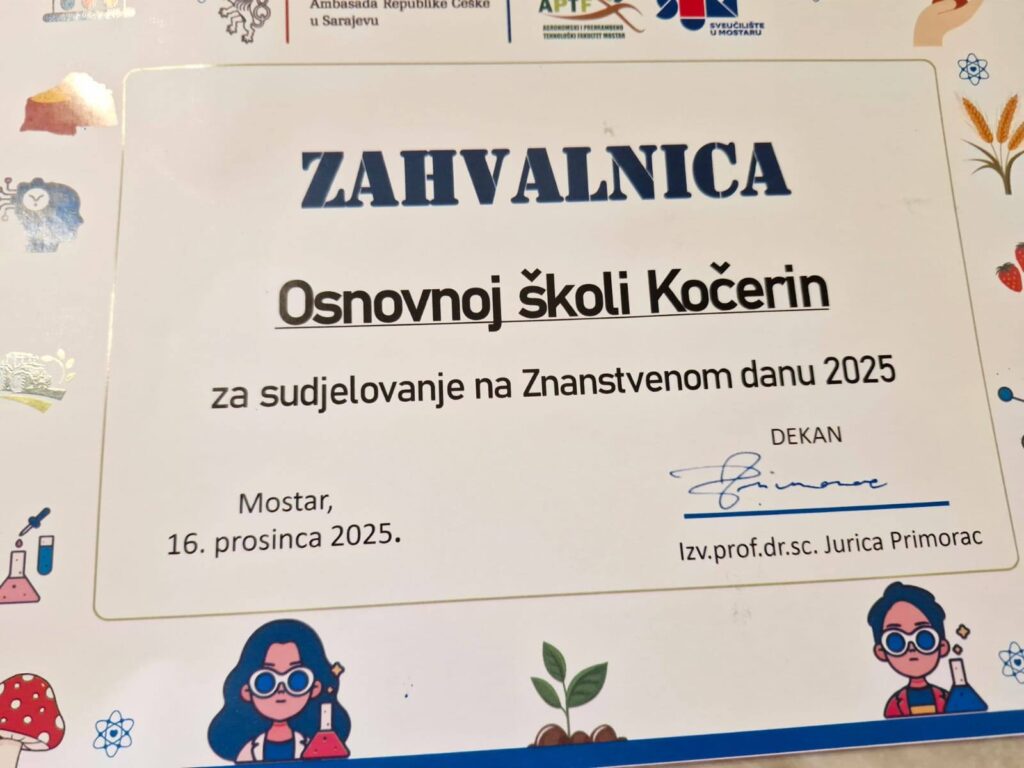 Ambasada Republike Češke
u Sarajevu
APTF
AGRONOMSKI I PREHRAMBENO
TEHNOLOŠKI FAKULTET MOSTAR
SVEUČILIŠTE
U MOSTARU
ZAHVALNICA
Osnovnoj školi Kočerin
za sudjelovanje na Znanstvenom danu 2025
DEKAN
Primorac
Mostar,
16. prosinca 2025.
Izv.prof.dr.sc. Jurica Primorac